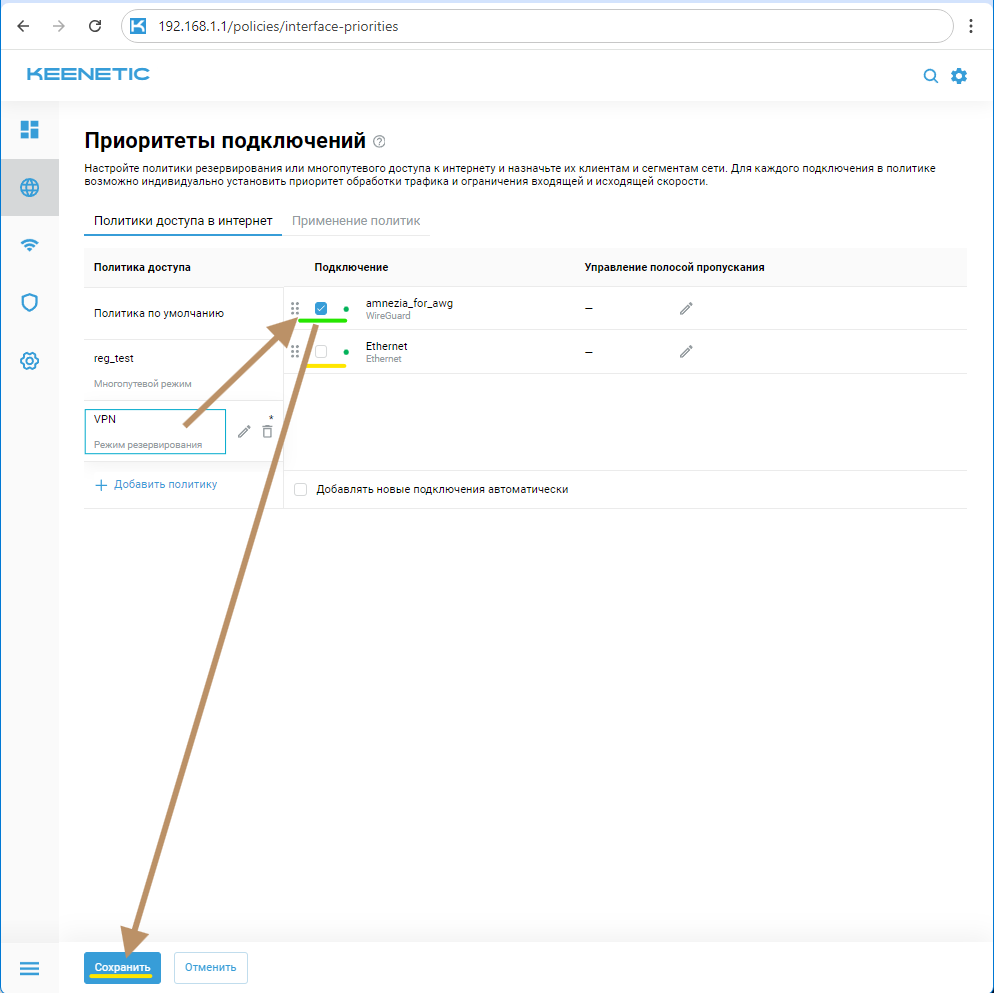 192.168.1.1/policies/interface-priorities
KEENETIC
Приоритеты подключений ?
Настройте политики резервирования или многопутевого доступа к интернету и назначьте их клиентам и сегментам сети. Для каждого подключения в политике
возможно индивидуально установить приоритет обработки трафика и ограничения входящей и исходящей скорости.
Политики доступа в интернет Применение политик
Политика доступа Подключение Управление полосой пропускания
Политика по умолчанию
reg_test
Многопутевой режим
VPN *
Режим резервирования
+ Добавить политику
amnezia_for_awg –
WireGuard
Ethernet –
Ethernet
Добавлять новые подключения автоматически
Сохранить Отменить